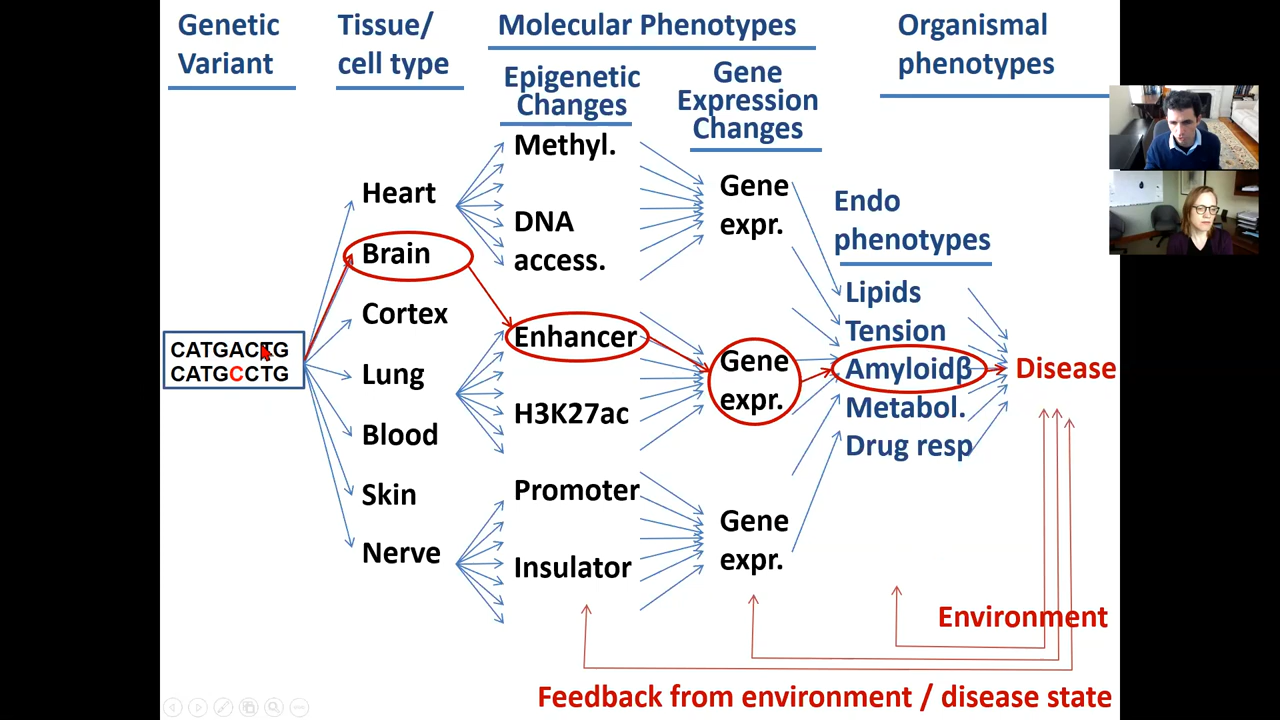 Genetic
Variant
Tissue/
cell type
Molecular Phenotypes
Organismal
phenotypes
Epigenetic
Changes
Gene
Expression
Changes
CATGACTG
CATGCCTG
Heart
Brain
Cortex
Lung
Blood
Skin
Nerve
Methyl.
DNA
access.
Enhancer
H3K27ac
Promoter
Insulator
Gene
expr.
Gene
expr.
Gene
expr.
Endo
phenotypes
Lipids
Tension
Amyloidβ
Metabol.
Drug resp
Disease
Environment
Feedback from environment / disease state